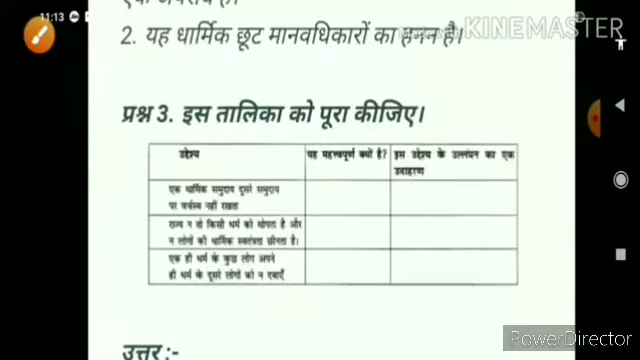 11:13
2. यह धार्मिक छूट मानवधिकारों का हनन है।
KINEMASTER
प्रश्न 3. इस तालिका को पूरा कीजिए।
उद्देश्य
यह महत्त्वपूर्ण क्यों है?
इस उद्देश्य के उल्लंघन का एक
उदाहरण
एक धार्मिक समुदाय दूसरे समुदाय
पर वर्चस्व नहीं रखता
राज्य न तो किसी धर्म को थोपता है और
न लोगों की धार्मिक स्वतंत्रता छीनता है।
एक ही धर्म के कुछ लोग अपने
ही धर्म के दूसरे लोगों को न दबाएँ
उत्तर :-
PowerDirector